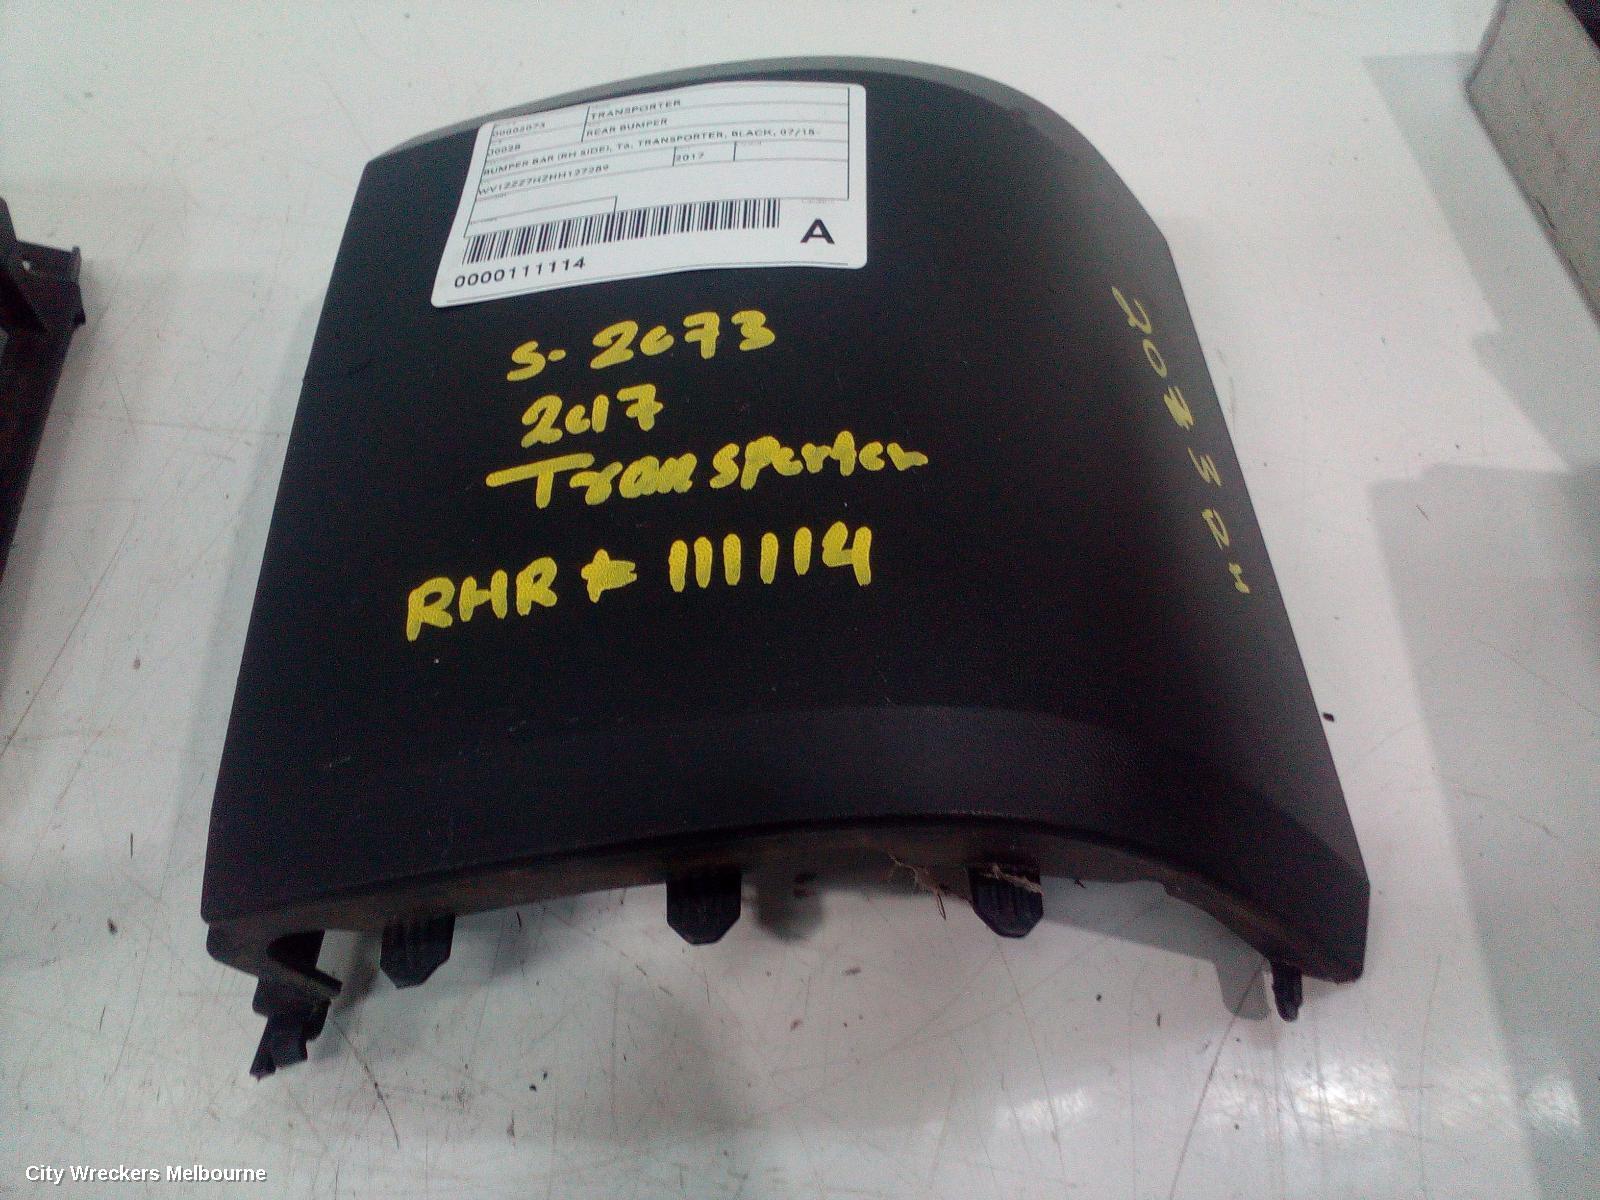 TRANSPORTER
00002073
REAR BUMPER
30028
BUMPER BAR (RH SIDE), T6, TRANSPORTER, BLACK, 07/15-
2017
WV1ZZZ7HZHH127289
A
0000111114
S-2073
2017
Transporter
RHR ★ 111114
City Wreckers Melbourne